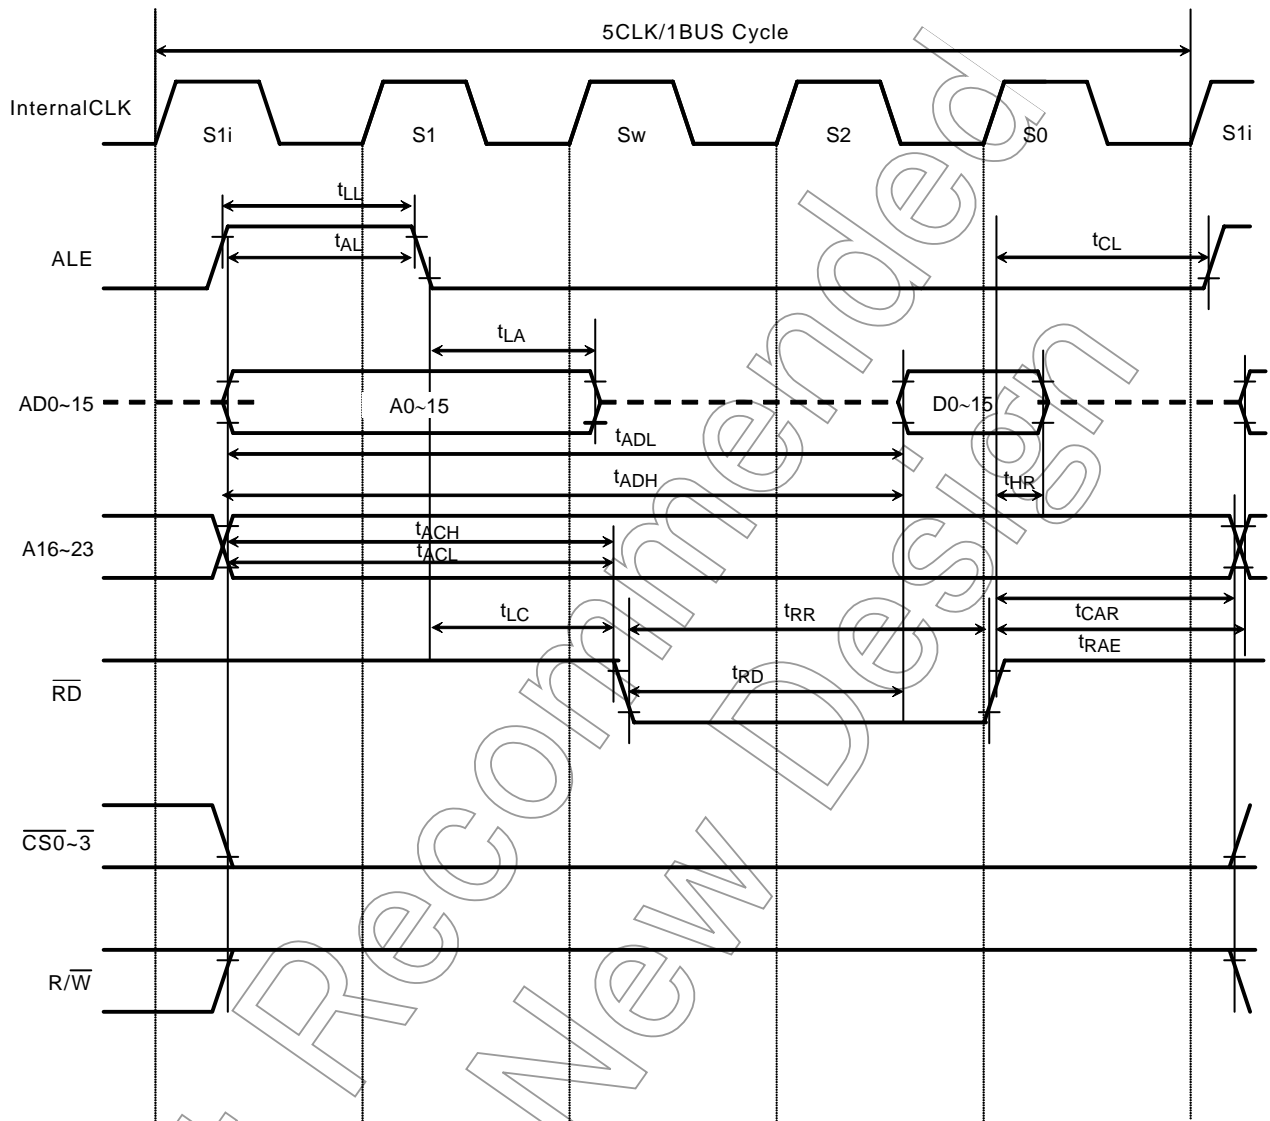 5CLK/1BUS Cycle
InternalCLK
S1i S1 Sw S2 S0 S1i
tLL
ALE
tAL
tCL
tLA
AD0~15
A0~15
D0~15
tADL
tADH
tHR
A16~23
tACH
tACL
tLC
tRR
tCAR
tRAE
RD
tRD
CS0~3
R/W
Recommended
New Design